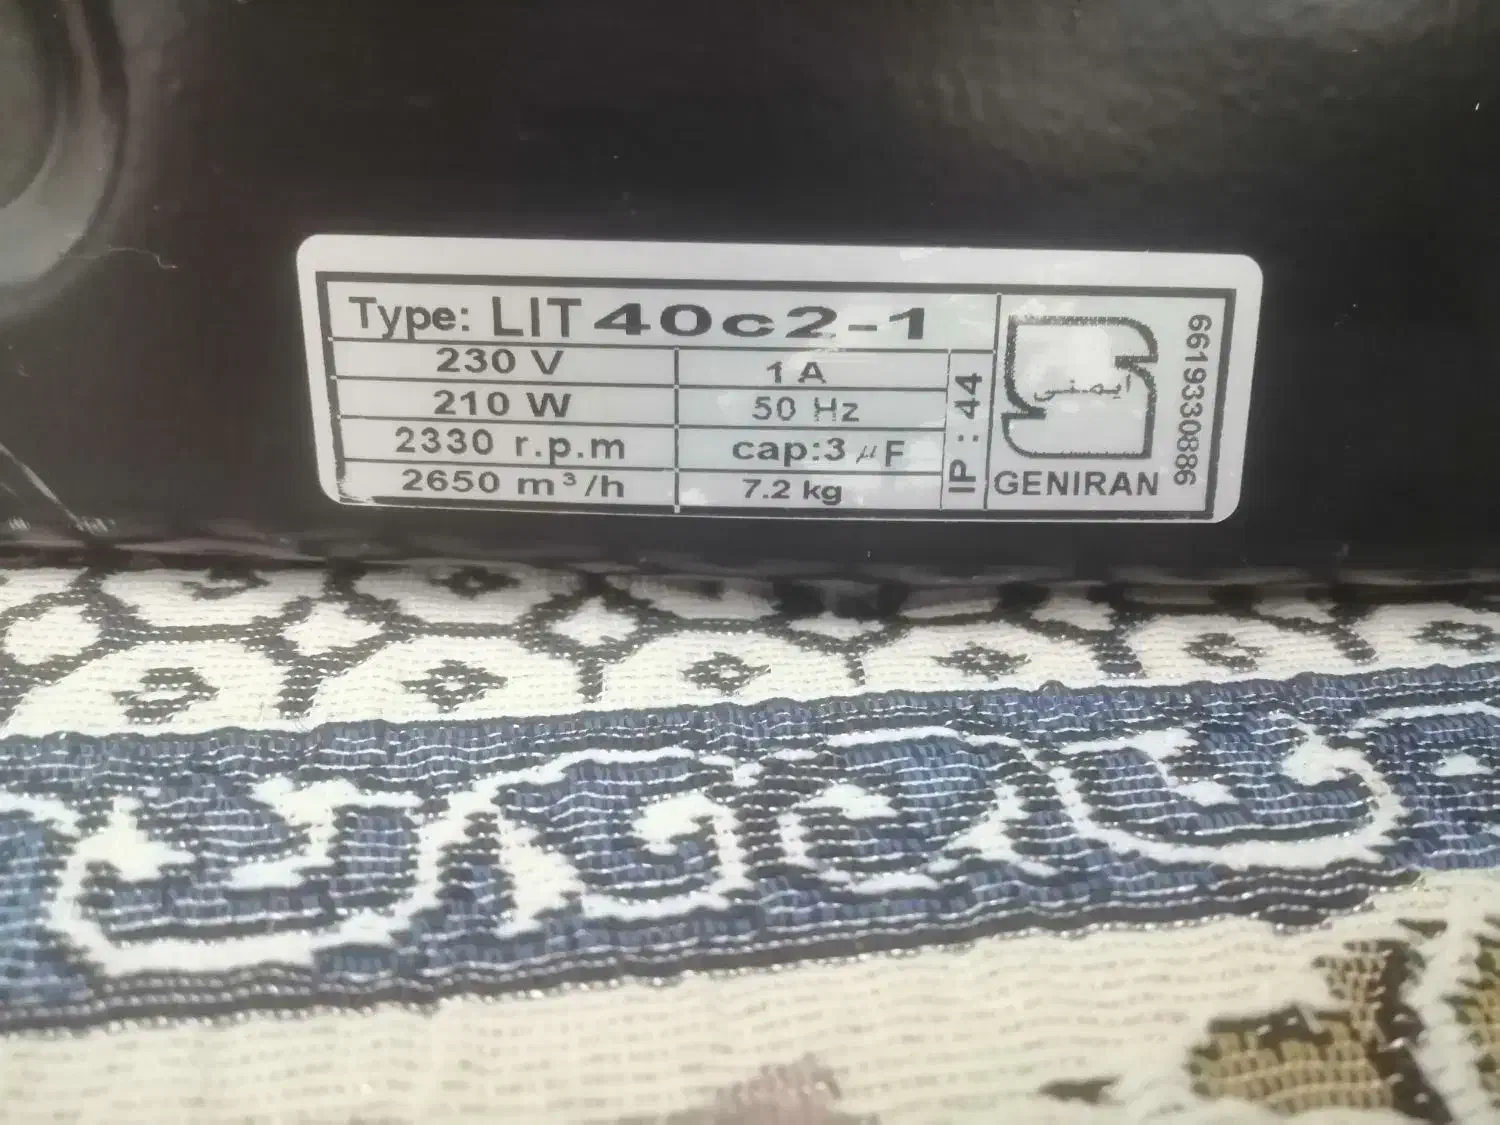 Type: LIT 40c2-1
230 V
1 A
210 W
50 Hz
2330 r.p.m
cap:3 µF
2650 m³/h
7.2 kg
IP : 44
ایمنی
GENIRAN
6619330886